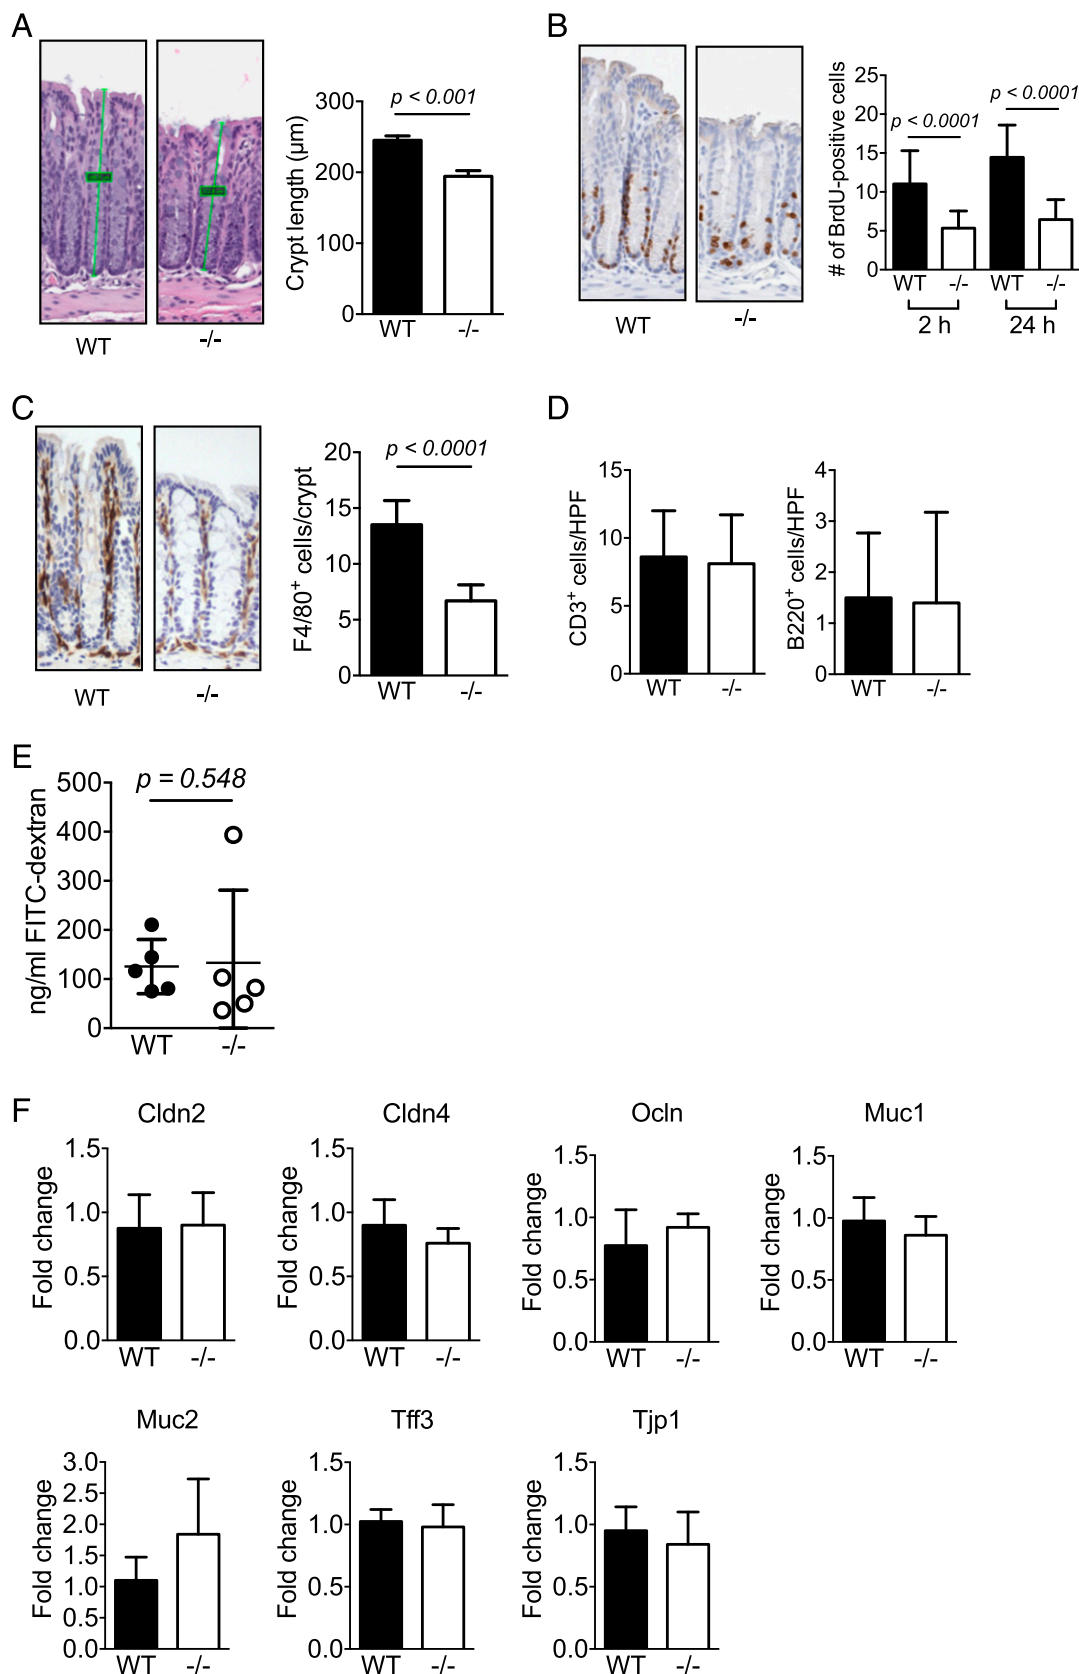 A
300
200
100
0
Crypt length (µm)
p < 0.001
WT
-/-
WT
-/-
B
25
20
15
10
5
0
# of BrdU-positive cells
p < 0.0001
p < 0.0001
WT
-/-
WT
-/-
WT
-/-
2 h
24 h
C
20
15
10
5
0
F4/80+ cells/crypt
p < 0.0001
WT
-/-
WT
-/-
D
15
10
5
0
CD3+ cells/HPF
WT
-/-
4
3
2
1
0
B220+ cells/HPF
WT
-/-
E
500
400
300
200
100
0
ng/ml FITC-dextran
p = 0.548
WT
-/-
F
Cldn2
1.5
1.0
0.5
0.0
Fold change
WT
-/-
Cldn4
1.5
1.0
0.5
0.0
Fold change
WT
-/-
Ocln
1.5
1.0
0.5
0.0
Fold change
WT
-/-
Muc1
1.5
1.0
0.5
0.0
Fold change
WT
-/-
Muc2
3.0
2.5
2.0
1.5
1.0
0.5
0.0
Fold change
WT
-/-
Tff3
1.5
1.0
0.5
0.0
Fold change
WT
-/-
Tjp1
1.5
1.0
0.5
0.0
Fold change
WT
-/-